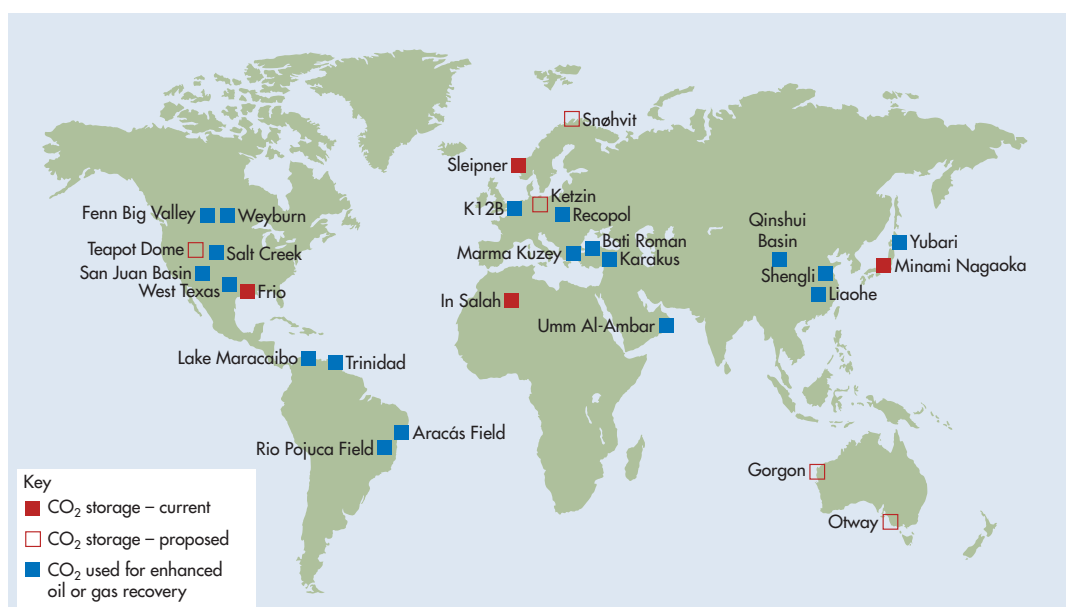 Snøhvit
Sleipner
Ketzin
K12B
Recopol
Fenn Big Valley
Weyburn
Teapot Dome
Salt Creek
San Juan Basin
West Texas
Frio
Marma Kuzey
Bati Roman
Karakus
Qinshui
Basin
Yubari
Minami Nagaoka
Shengli
Liaohe
In Salah
Umm Al-Ambar
Lake Maracaibo
Trinidad
Aracás Field
Rio Pojuca Field
Gorgon
Otway
Key
CO₂ storage – current
CO₂ storage – proposed
CO₂ used for enhanced
oil or gas recovery